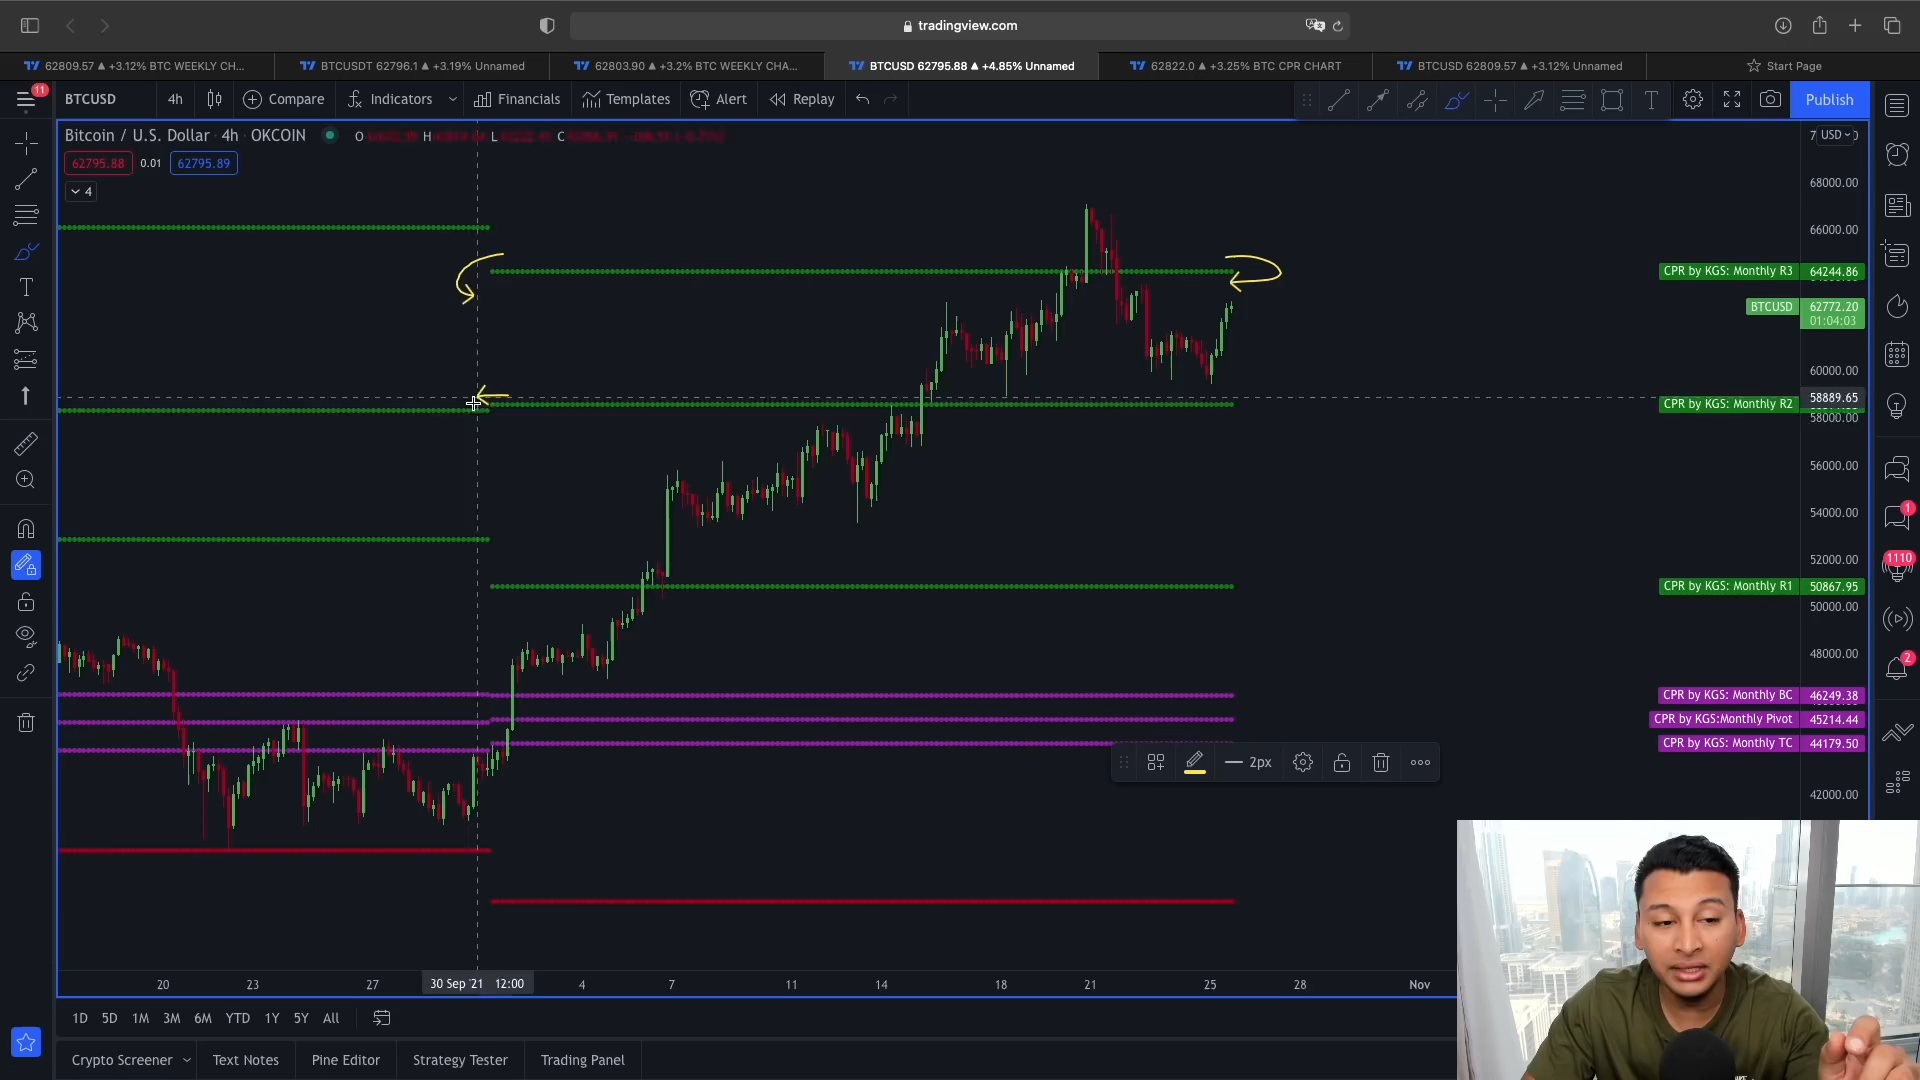 tradingview.com
62809.57 ▲ +3.12% BTC WEEKLY CH...
BTCUSDT 62796.1 ▲ +3.19% Unnamed
62803.90 ▲ +3.2% BTC WEEKLY CHA...
BTCUSD 62795.88 ▲ +4.85% Unnamed
62822.0 ▲ +3.25% BTC CPR CHART
BTCUSD 62809.57 ▲ +3.12% Unnamed
Start Page
11
BTCUSD
4h
Compare
Indicators
Financials
Templates
Alert
Replay
Publish
Bitcoin / U.S. Dollar · 4h · OKCOIN
O H L C
USD
62795.88
0.01
62795.89
4
68000.00
66000.00
CPR by KGS: Monthly R3 64244.86
BTCUSD 62772.20
01:04:03
60000.00
58889.65
CPR by KGS: Monthly R2
58000.00
56000.00
54000.00
52000.00
CPR by KGS: Monthly R1 50867.95
50000.00
48000.00
CPR by KGS: Monthly BC 46249.38
CPR by KGS:Monthly Pivot 45214.44
CPR by KGS: Monthly TC 44179.50
2px
42000.00
1
1110
2
20
23
27
30 Sep '21 12:00
4
7
11
14
18
21
25
28
Nov
1D
5D
1M
3M
6M
YTD
1Y
5Y
All
Crypto Screener
Text Notes
Pine Editor
Strategy Tester
Trading Panel